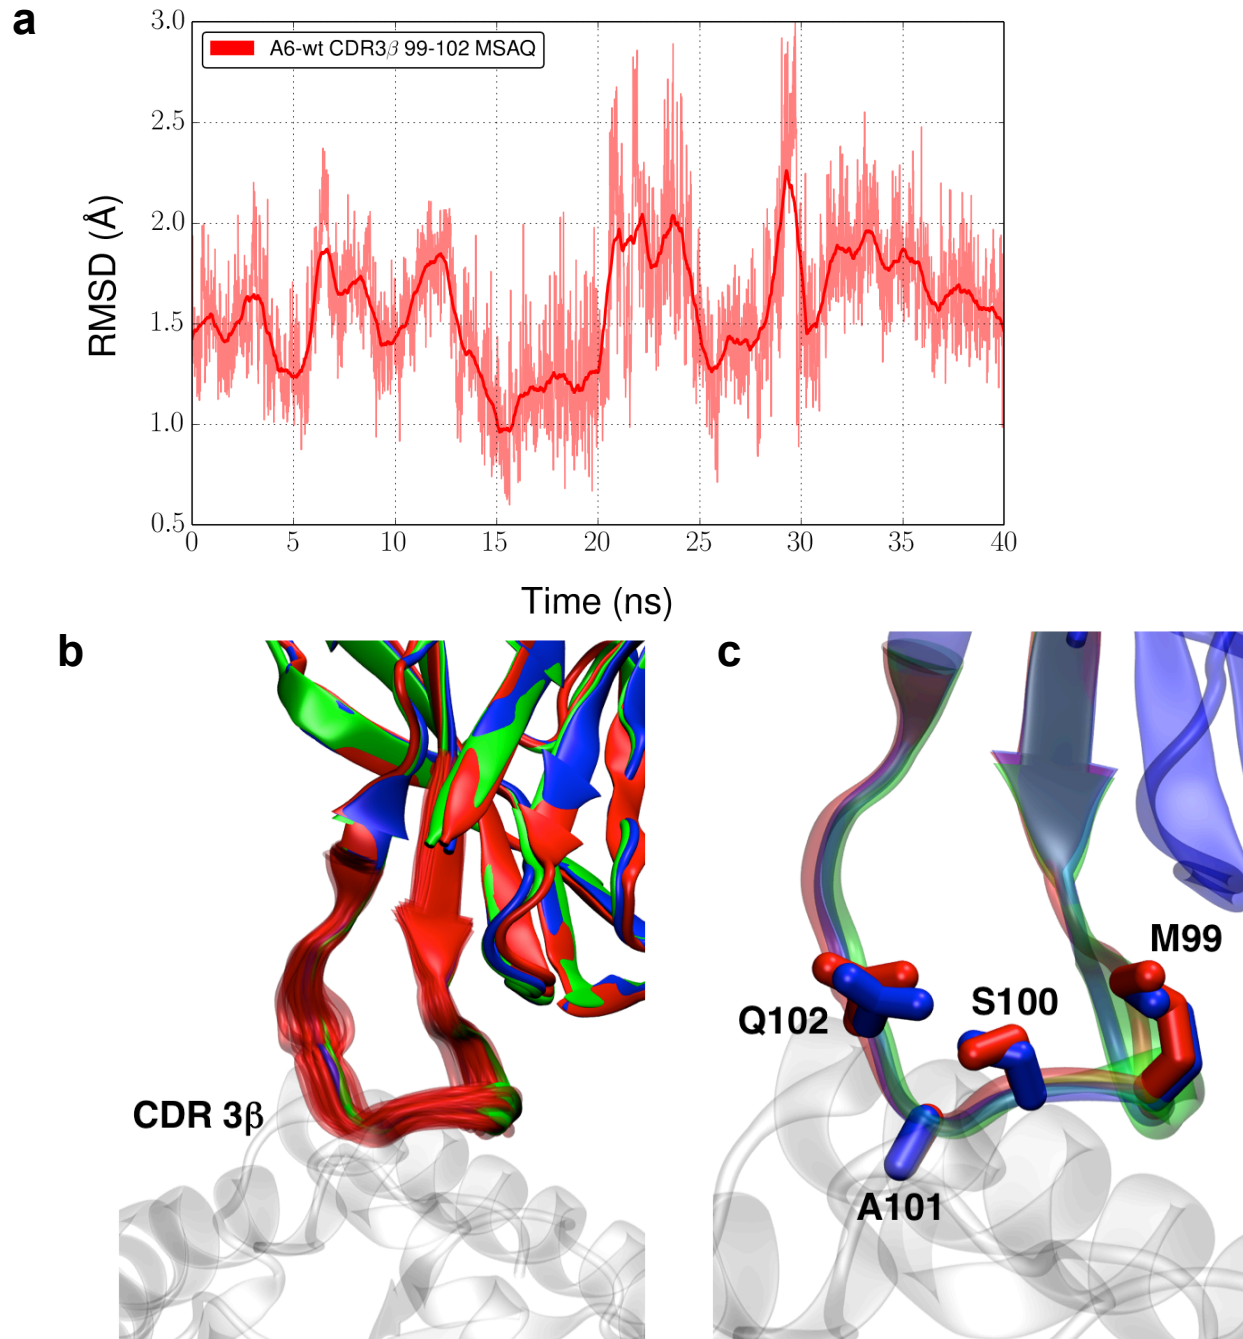 a
A6-wt CDR3β 99-102 MSAQ
3.0
2.5
2.0
1.5
1.0
0.5
RMSD (Å)
0 5 10 15 20 25 30 35 40
Time (ns)
b
CDR 3β
c
M99
S100
Q102
A101